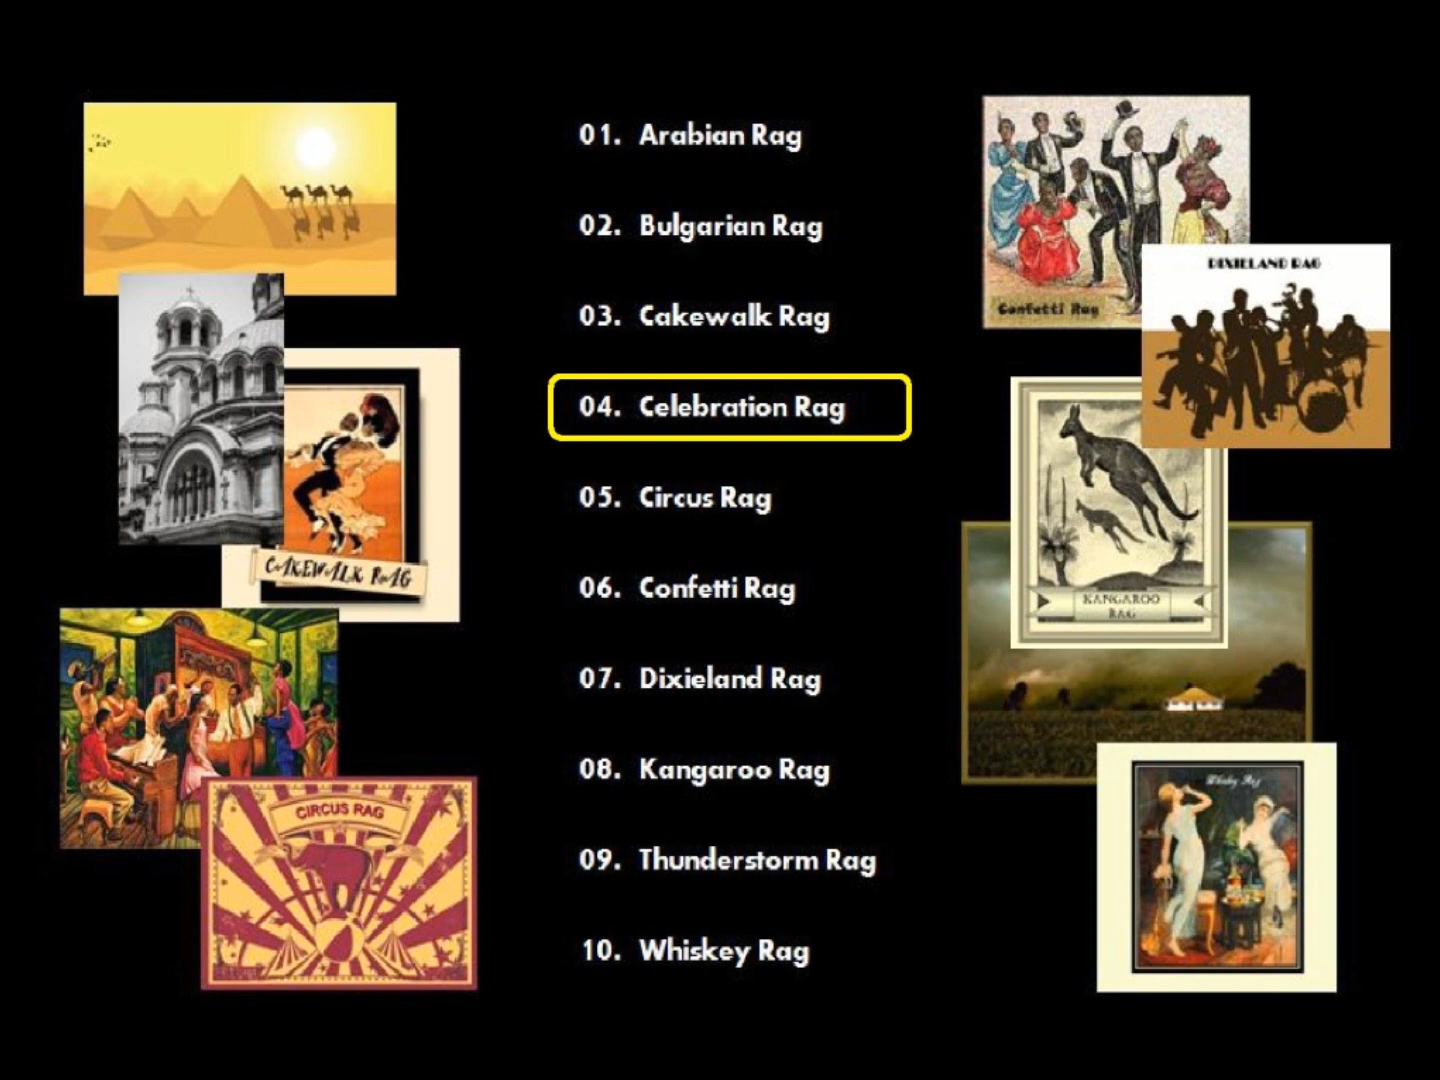 01. Arabian Rag
02. Bulgarian Rag
03. Cakewalk Rag
04. Celebration Rag
05. Circus Rag
06. Confetti Rag
07. Dixieland Rag
08. Kangaroo Rag
09. Thunderstorm Rag
10. Whiskey Rag
CAKEWALK RAG
CIRCUS RAG
Confetti Rag
DIXIELAND RAG
KANGAROO
RAG
Whiskey Rag